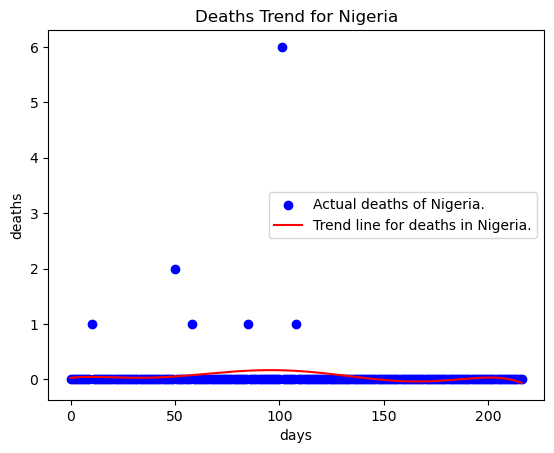 Deaths Trend for Nigeria
6
5
4
3
2
1
0
deaths
Actual deaths of Nigeria.
Trend line for deaths in Nigeria.
0 50 100 150 200
days